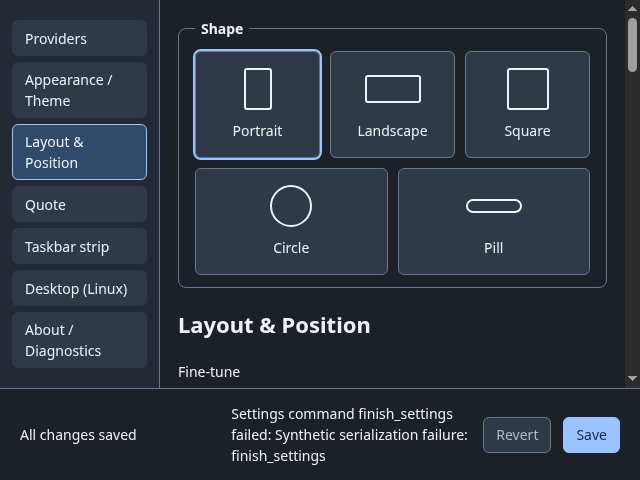 Providers
Appearance /
Theme
Layout &
Position
Quote
Taskbar strip
Desktop (Linux)
About /
Diagnostics
Shape
Portrait
Landscape
Square
Circle
Pill
Layout & Position
Fine-tune
All changes saved
Settings command finish_settings
failed: Synthetic serialization failure:
finish_settings
Revert
Save